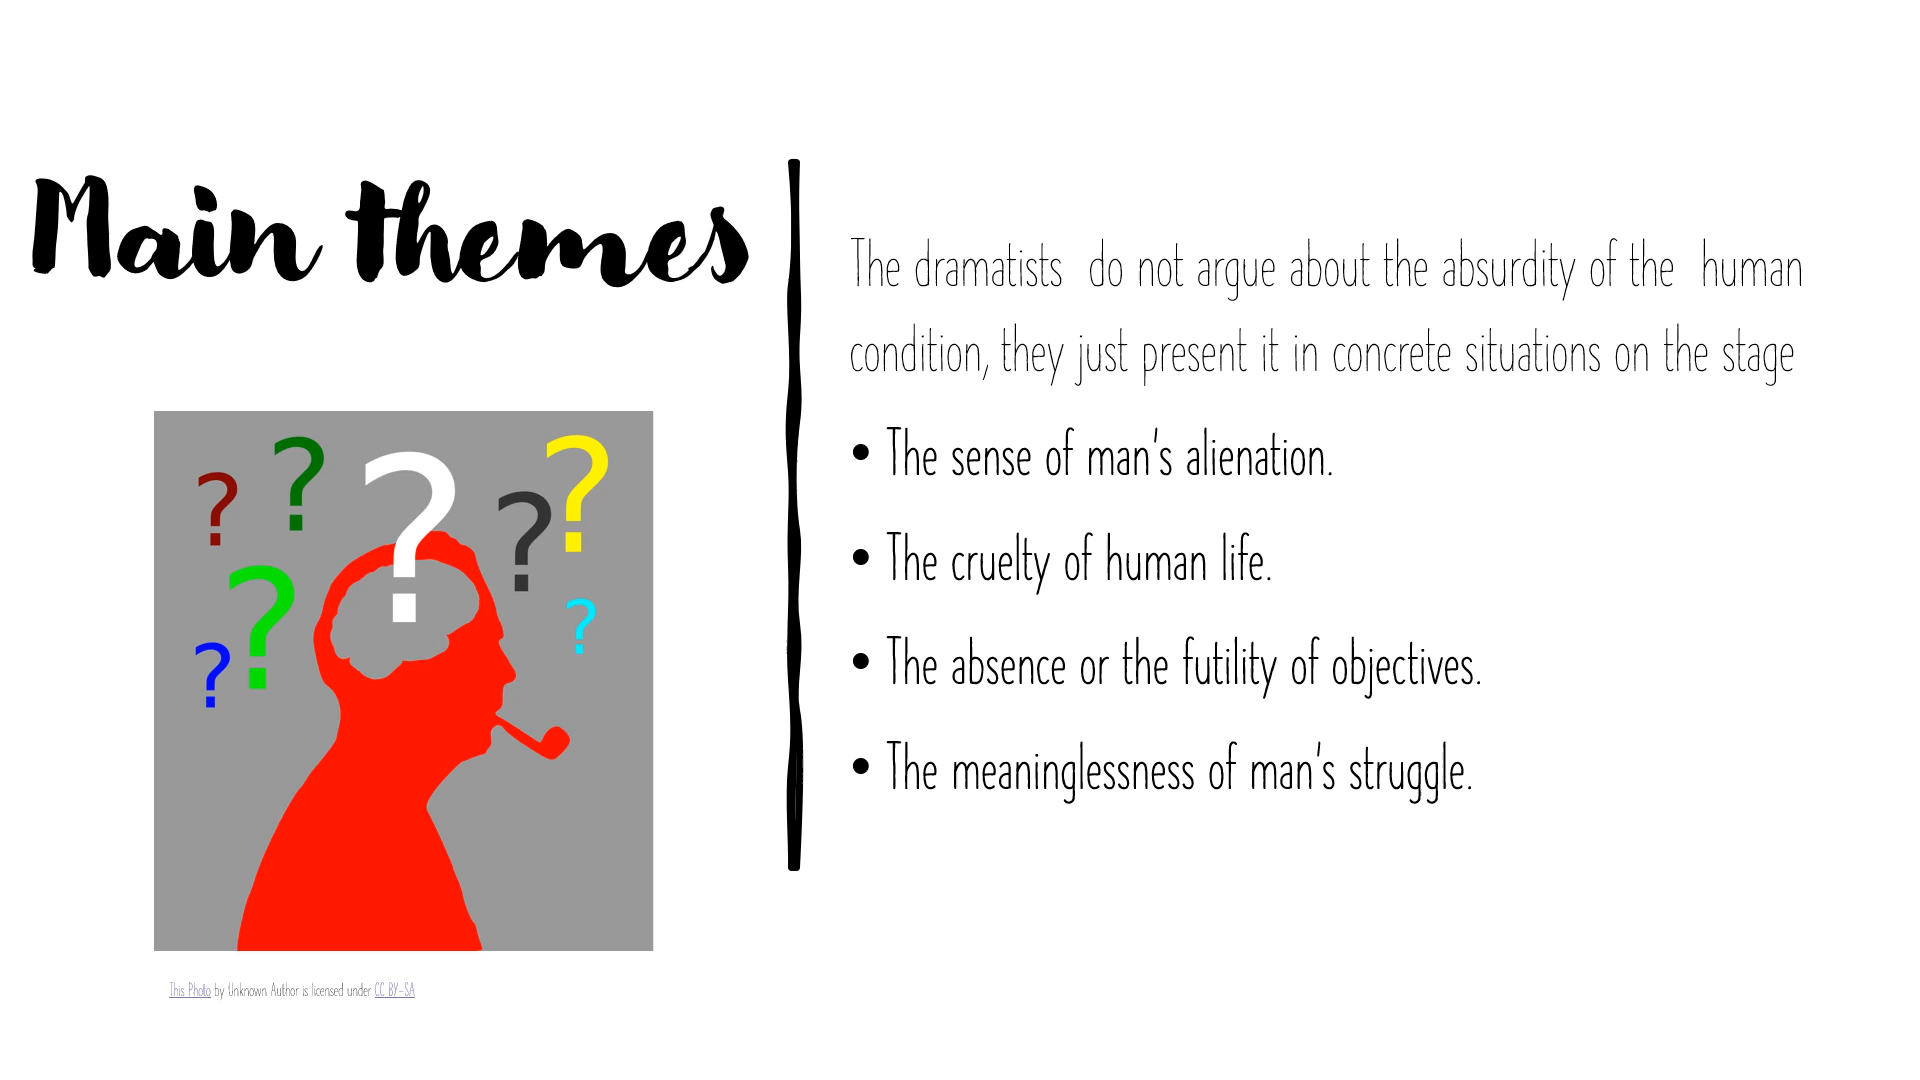 Main themes
The dramatists do not argue about the absurdity of the human
condition, they just present it in concrete situations on the stage
• The sense of man's alienation.
• The cruelty of human life.
• The absence or the futility of objectives.
• The meaninglessness of man's struggle.
? ? ? ? ? ? ? ?
This Photo by Unknown Author is licensed under CC BY-SA